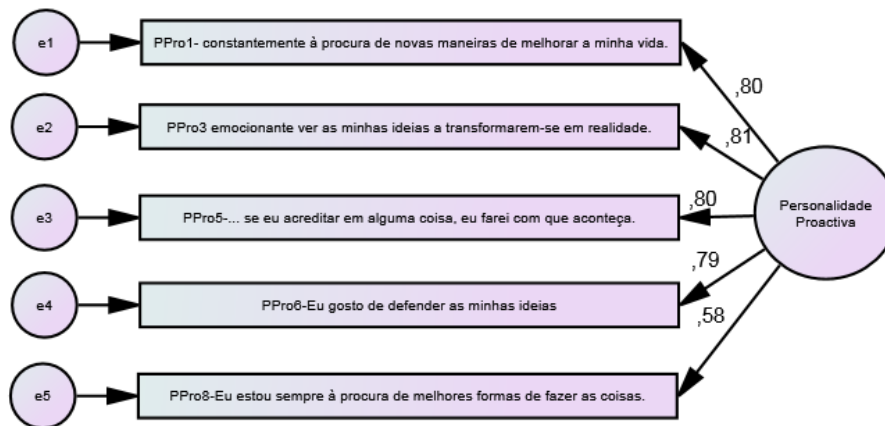 e1
PPro1- constantemente à procura de novas maneiras de melhorar a minha vida.
,80
e2
PPro3 emocionante ver as minhas ideias a transformarem-se em realidade.
,81
e3
PPro5-... se eu acreditar em alguma coisa, eu farei com que aconteça.
,80
Personalidade
Proactiva
e4
PPro6-Eu gosto de defender as minhas ideias
,79
e5
PPro8-Eu estou sempre à procura de melhores formas de fazer as coisas.
,58